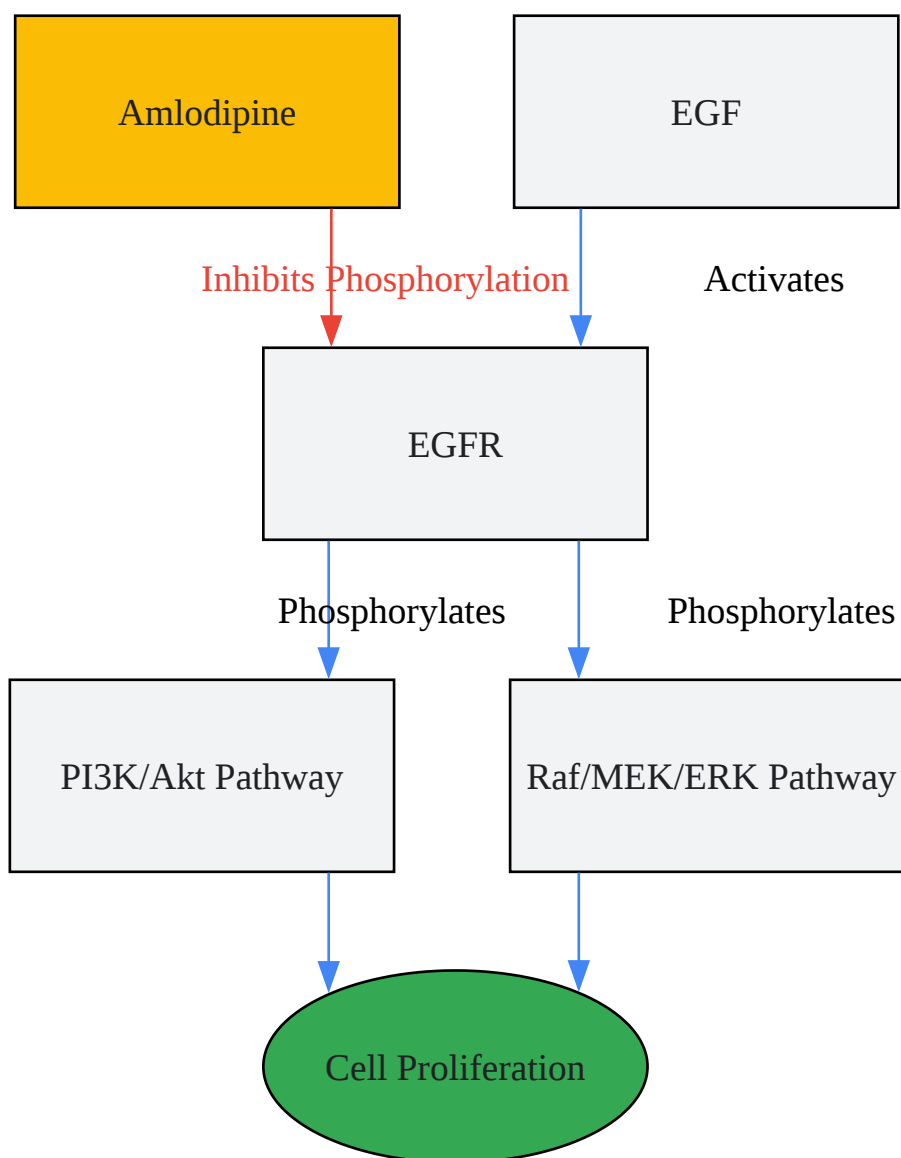 Amlodipine
EGF
Inhibits Phosphorylation
Activates
EGFR
Phosphorylates
Phosphorylates
PI3K/Akt Pathway
Raf/MEK/ERK Pathway
Cell Proliferation